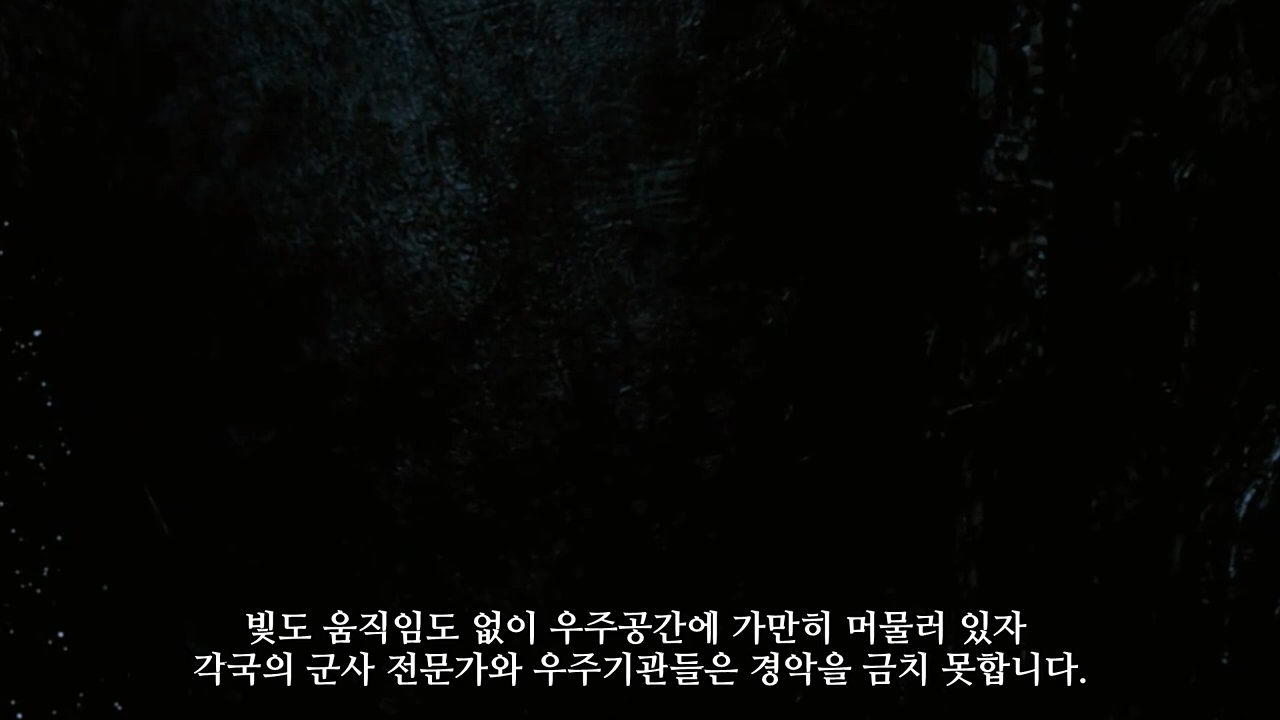 빛도 움직임도 없이 우주공간에 가만히 머물러 있자
각국의 군사 전문가와 우주기관들은 경악을 금치 못합니다.